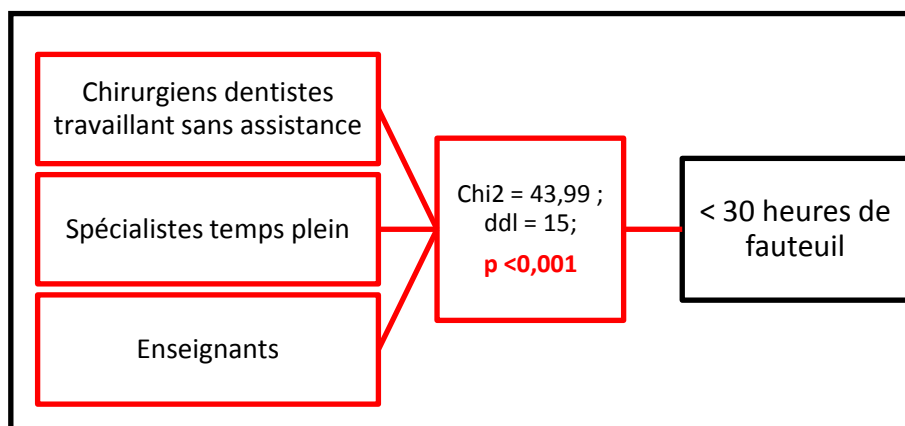 Chirurgiens dentistes
travaillant sans assistance
Spécialistes temps plein
Enseignants
Chi2 = 43,99 ;
ddl = 15;
p <0,001
< 30 heures de
fauteuil